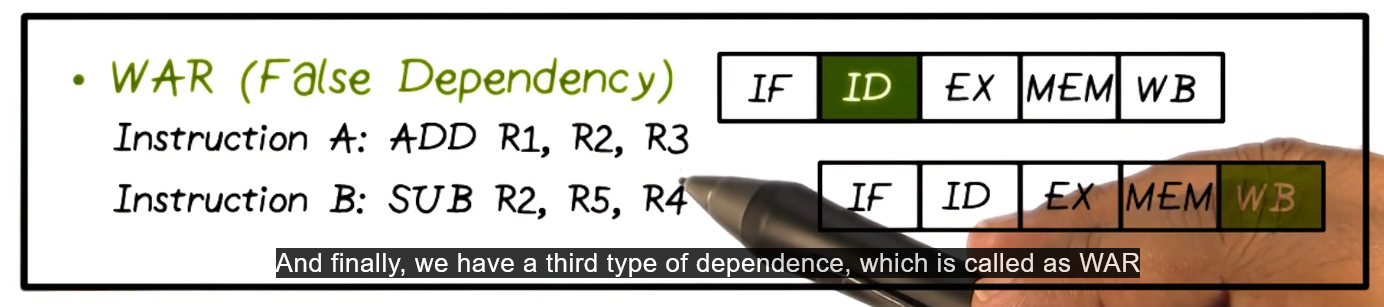 • WAR (False Dependency)
IF ID EX MEM WB
Instruction A: ADD R1, R2, R3
Instruction B: SUB R2, R5, R4
IF ID EX MEM WB
And finally, we have a third type of dependence, which is called as WAR